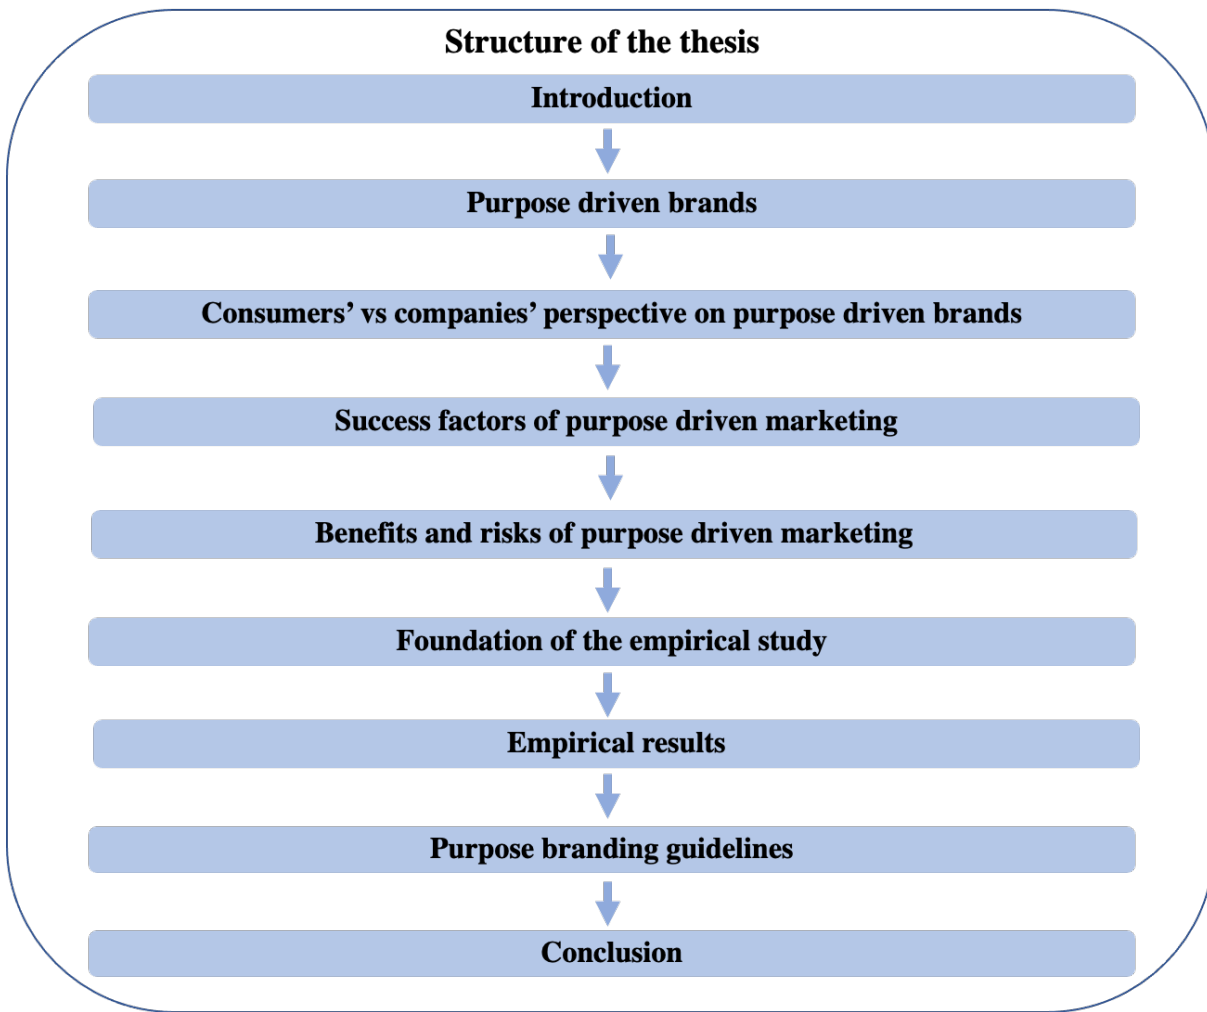 Structure of the thesis
Introduction
Purpose driven brands
Consumers’ vs companies’ perspective on purpose driven brands
Success factors of purpose driven marketing
Benefits and risks of purpose driven marketing
Foundation of the empirical study
Empirical results
Purpose branding guidelines
Conclusion